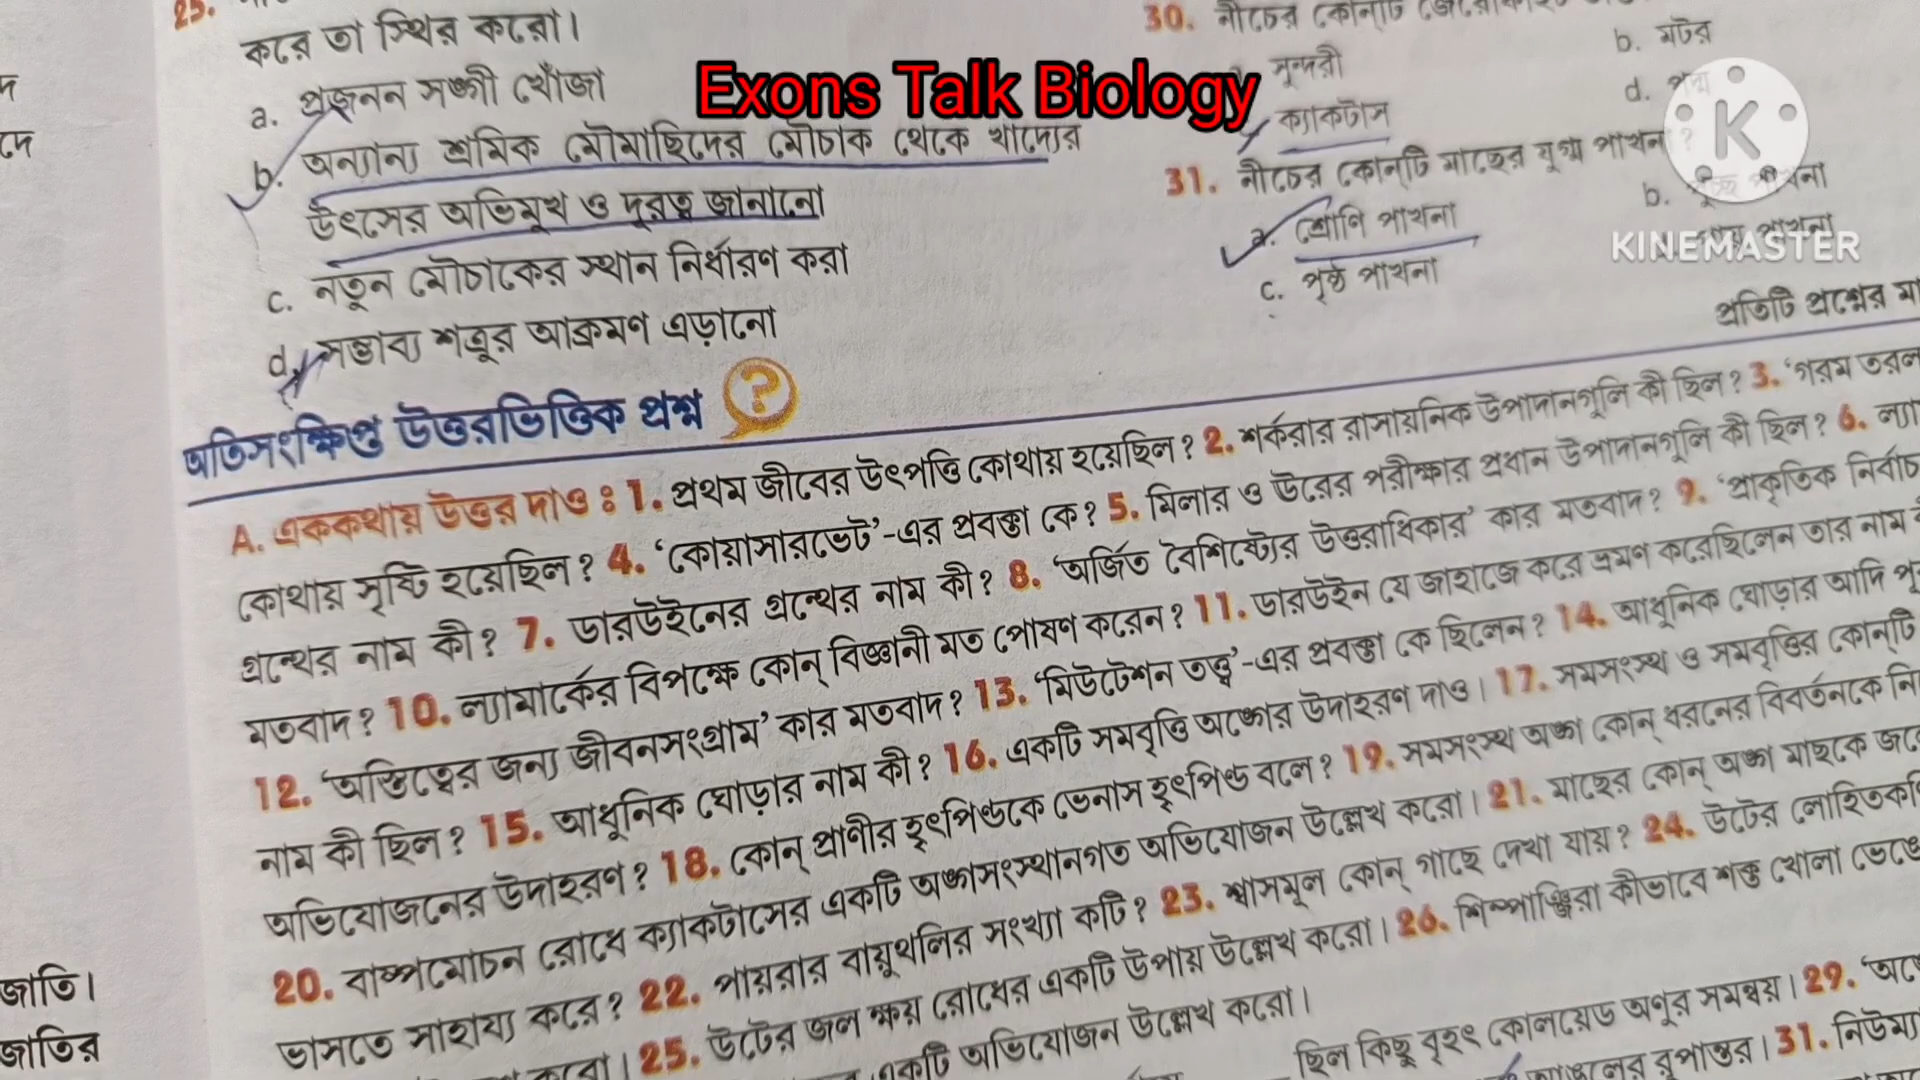 25.
করে তা স্থির করো।
a. প্রজনন সঙ্গী খোঁজা
b. অন্যান্য শ্রমিক মৌমাছিদের মৌচাক থেকে খাদ্যের
উৎসের অভিমুখ ও দূরত্ব জানানো
c. নতুন মৌচাকের স্থান নির্ধারণ করা
d. সম্ভাব্য শত্রুর আক্রমণ এড়ানো
Exons Talk Biology
30. নীচের কোনটি
সুন্দরী
b. মটর
ক্যাকটাস
d. পদ্ম
31. নীচের কোন্‌টি মাছের যুগ্ম পাখনা ?
a. শ্রোণি পাখনা
b. পুচ্ছ পাখনা
c. পৃষ্ঠ পাখনা
পাখনা
K
KINEMASTER
প্রতিটি প্রশ্নের মা
অতিসংক্ষিপ্ত উত্তরভিত্তিক প্রশ্ন ?
A. এককথায় উত্তর দাও : 1. প্রথম জীবের উৎপত্তি কোথায় হয়েছিল ? 2. শর্করার রাসায়নিক উপাদানগুলি কী ছিল ? 3. ‘গরম তরল
কোথায় সৃষ্টি হয়েছিল ? 4. ‘কোয়াসারভেট’-এর প্রবক্তা কে ? 5. মিলার ও উরের পরীক্ষার প্রধান উপাদানগুলি কী ছিল ? 6. ল্যা
গ্রন্থের নাম কী ? 7. ডারউইনের গ্রন্থের নাম কী ? 8. ‘অর্জিত বৈশিষ্ট্যের উত্তরাধিকার’ কার মতবাদ ? 9. ‘প্রাকৃতিক নির্বাচ
মতবাদ ? 10. ল্যামার্কের বিপক্ষে কোন্ বিজ্ঞানী মত পোষণ করেন ? 11. ডারউইন যে জাহাজে করে ভ্রমণ করেছিলেন তার নাম
12. ‘অস্তিত্বের জন্য জীবনসংগ্রাম’ কার মতবাদ ? 13. ‘মিউটেশন তত্ত্ব’-এর প্রবক্তা কে ছিলেন ? 14. আধুনিক ঘোড়ার আদি পূ
নাম কী ছিল ? 15. আধুনিক ঘোড়ার নাম কী ? 16. একটি সমবৃত্তি অঙ্গের উদাহরণ দাও। 17. সমসংস্থ ও সমবৃত্তির কোন্‌টি
অভিযোজনের উদাহরণ ? 18. কোন্ প্রাণীর হৃৎপিণ্ডকে ভেনাস হৃৎপিণ্ড বলে ? 19. সমসংস্থ অঙ্গ কোন্ ধরনের বিবর্তনকে নি
20. বাষ্পমোচন রোধে ক্যাকটাসের একটি অঙ্গসংস্থানগত অভিযোজন উল্লেখ করো। 21. মাছের কোন্ অঙ্গ মাছকে জলে
ভাসতে সাহায্য করে ? 22. পায়রার বায়ুথলির সংখ্যা কটি ? 23. শ্বাসমূল কোন্ গাছে দেখা যায় ? 24. উটের লোহিতকণি
করো। 25. উটের জল ক্ষয় রোধের একটি উপায় উল্লেখ করো। 26. শিম্পাঞ্জিরা কীভাবে শক্ত খোলা ভেঙে
একটি অভিযোজন উল্লেখ করো।
ছিল কিছু বৃহৎ কোলয়েড অণুর সমন্বয়। 29.
রূপান্তর। 31.
জাতি।
জাতির